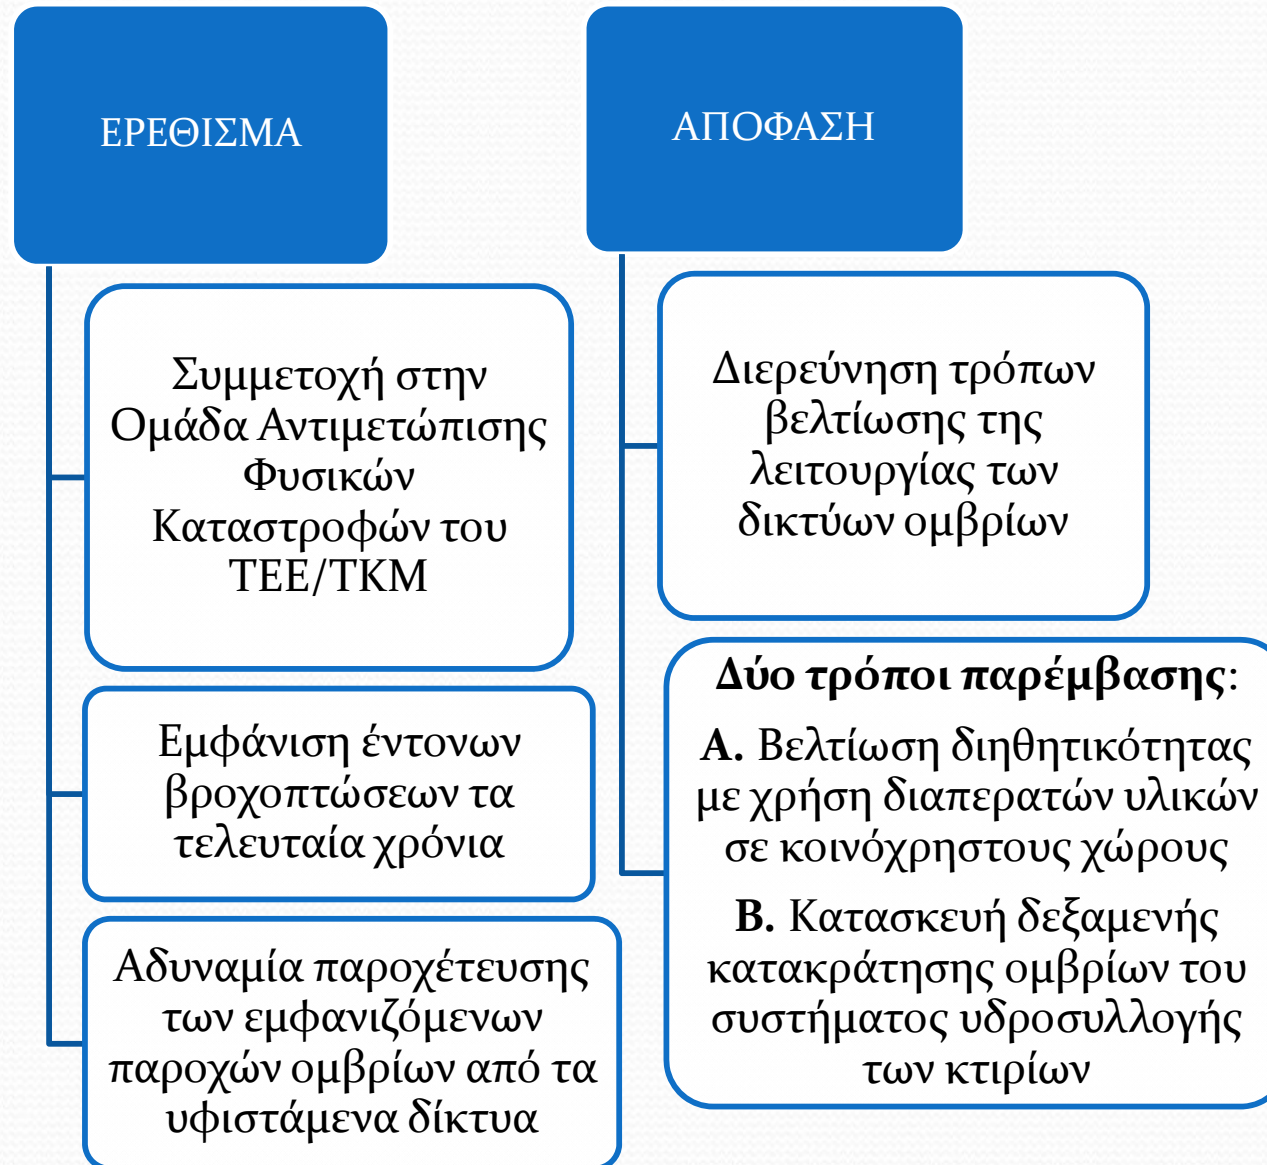 ΕΡΕΘΙΣΜΑ
Συμμετοχή στην
Ομάδα Αντιμετώπισης
Φυσικών
Καταστροφών του
ΤΕΕ/ΤΚΜ
Εμφάνιση έντονων
βροχοπτώσεων τα
τελευταία χρόνια
Αδυναμία παροχέτευσης
των εμφανιζόμενων
παροχών ομβρίων από τα
υφιστάμενα δίκτυα
ΑΠΟΦΑΣΗ
Διερεύνηση τρόπων
βελτίωσης της
λειτουργίας των
δικτύων ομβρίων
Δύο τρόποι παρέμβασης:
Α. Βελτίωση διηθητικότητας
με χρήση διαπερατών υλικών
σε κοινόχρηστους χώρους
Β. Κατασκευή δεξαμενής
κατακράτησης ομβρίων του
συστήματος υδροσυλλογής
των κτιρίων